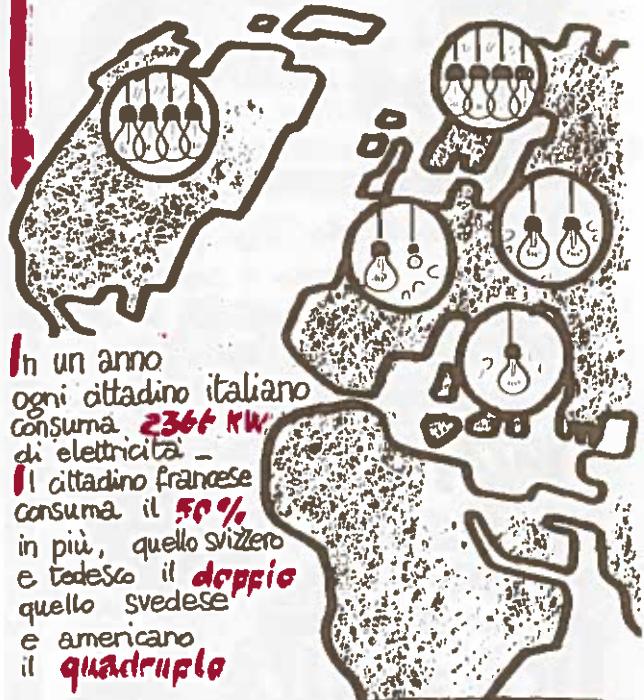 In un anno
ogni cittadino italiano
consuma 2366 KW
di elettricità –
Il cittadino francese
consuma il 50%
in più, quello svizzero
e tedesco il doppio
quello svedese
e americano
il quadruplo